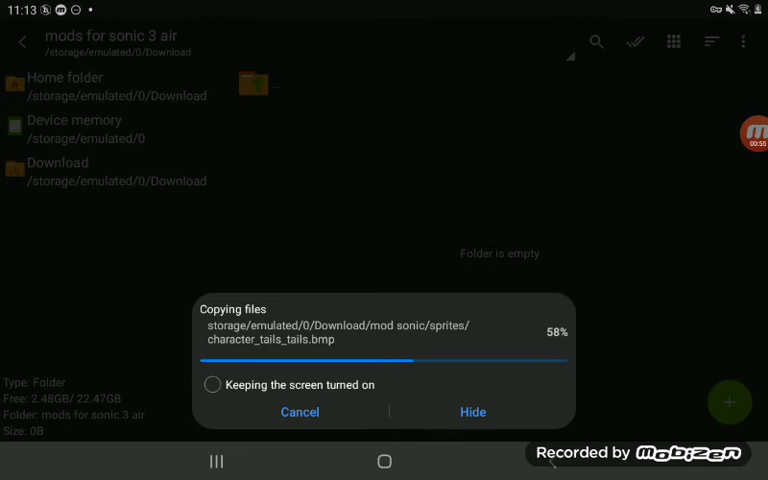 11:13
mods for sonic 3 air
/storage/emulated/0/Download
Home folder
/storage/emulated/0/Download
..
Device memory
/storage/emulated/0
00:55
Download
/storage/emulated/0/Download
Folder is empty
Copying files
storage/emulated/0/Download/mod sonic/sprites/
character_tails_tails.bmp
58%
Keeping the screen turned on
Cancel
Hide
Type: Folder
Free: 2.48GB/ 22.47GB
Folder: mods for sonic 3 air
Size: 0B
Recorded by mobizen